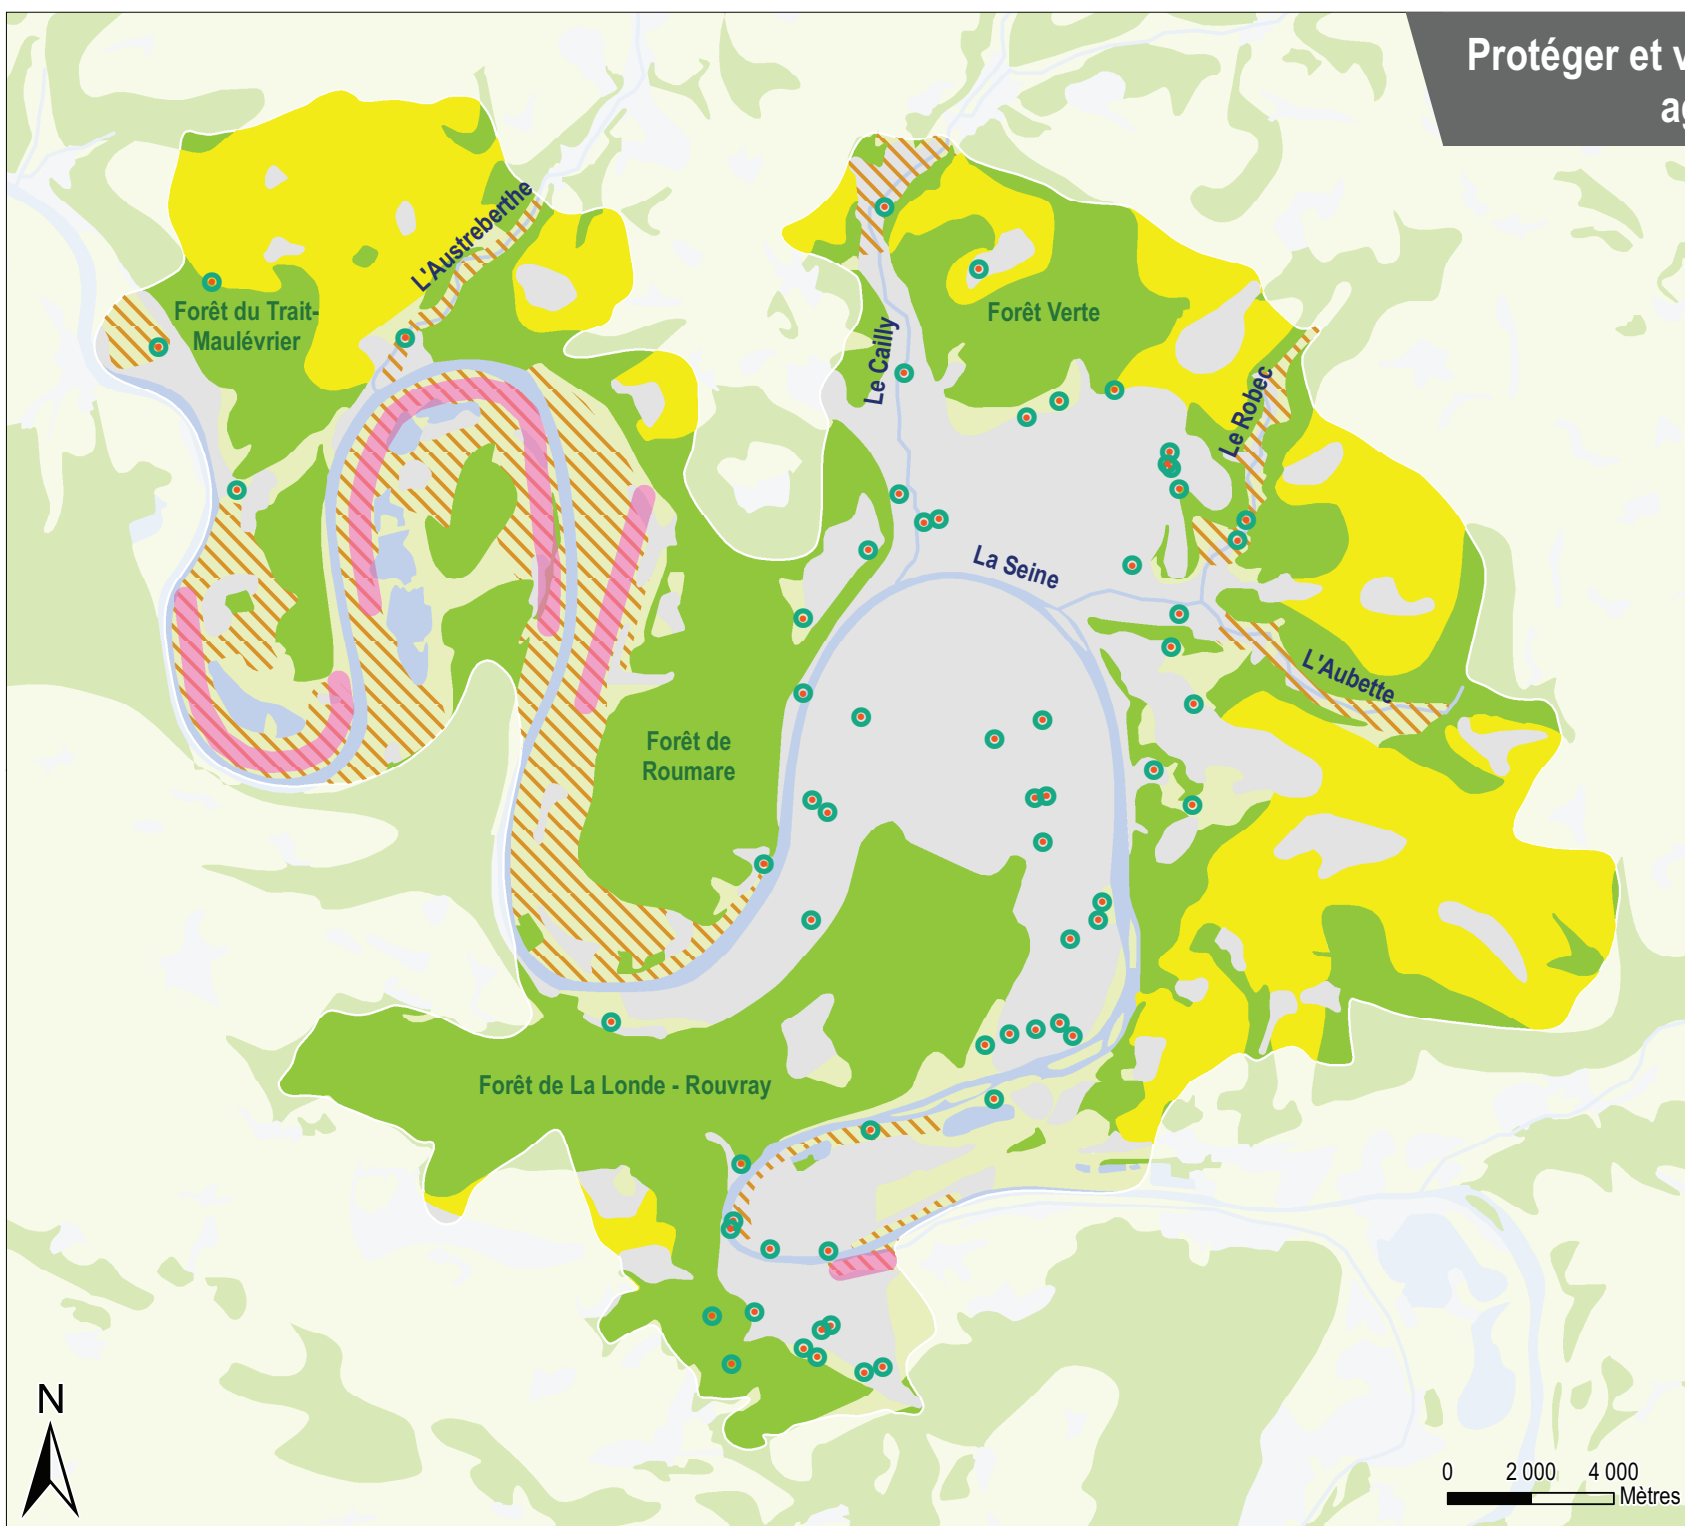 Protéger et v
ag
L'Austreberthe
Forêt du Trait-
Maulévrier
Le Cailly
Forêt Verte
Le Robec
La Seine
L'Aubette
Forêt de
Roumare
Forêt de La Londe - Rouvray
N
0 2 000 4 000
Mètres